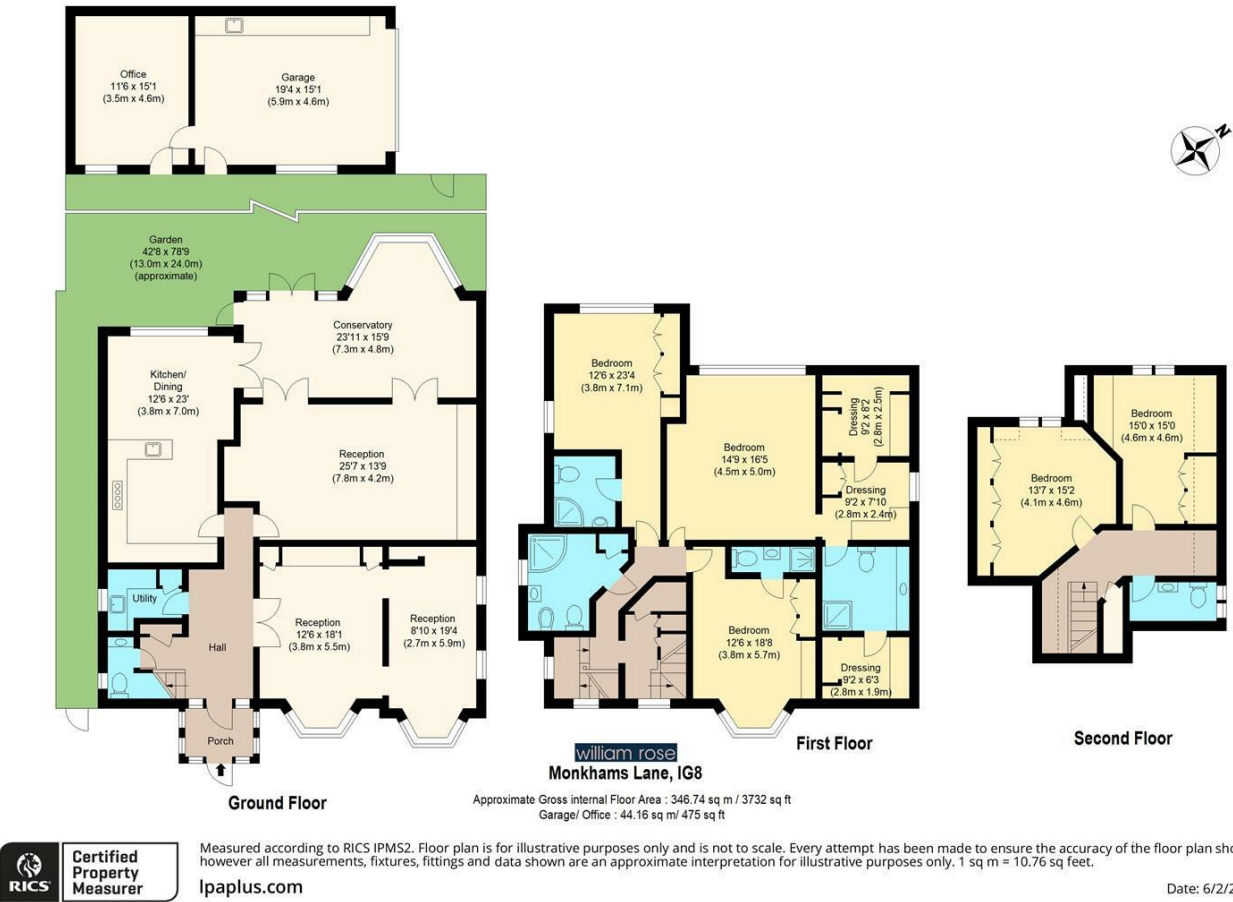 Office
11'6 x 15'1
(3.5m x 4.6m)
Garage
19'4 x 15'1
(5.9m x 4.6m)
N
Garden
42'8 x 78'9
(13.0m x 24.0m)
(approximate)
Conservatory
23'11 x 15'9
(7.3m x 4.8m)
Kitchen/
Dining
12'6 x 23'
(3.8m x 7.0m)
Reception
25'7 x 13'9
(7.8m x 4.2m)
Utility
Hall
Reception
12'6 x 18'1
(3.8m x 5.5m)
Reception
8'10 x 19'4
(2.7m x 5.9m)
Porch
Ground Floor
Bedroom
12'6 x 23'4
(3.8m x 7.1m)
Bedroom
14'9 x 16'5
(4.5m x 5.0m)
Dressing
9'2 x 8'2
(2.8m x 2.5m)
Dressing
9'2 x 7'10
(2.8m x 2.4m)
Bedroom
12'6 x 18'8
(3.8m x 5.7m)
Dressing
9'2 x 6'3
(2.8m x 1.9m)
First Floor
Bedroom
15'0 x 15'0
(4.6m x 4.6m)
Bedroom
13'7 x 15'2
(4.1m x 4.6m)
Second Floor
william rose
Monkhams Lane, IG8
Approximate Gross internal Floor Area : 346.74 sq m / 3732 sq ft
Garage/ Office : 44.16 sq m/ 475 sq ft
RICS
Certified
Property
Measurer
Measured according to RICS IPMS2. Floor plan is for illustrative purposes only and is not to scale. Every attempt has been made to ensure the accuracy of the floor plan sho
however all measurements, fixtures, fittings and data shown are an approximate interpretation for illustrative purposes only. 1 sq m = 10.76 sq feet.
lpaplus.com
Date: 6/2/2